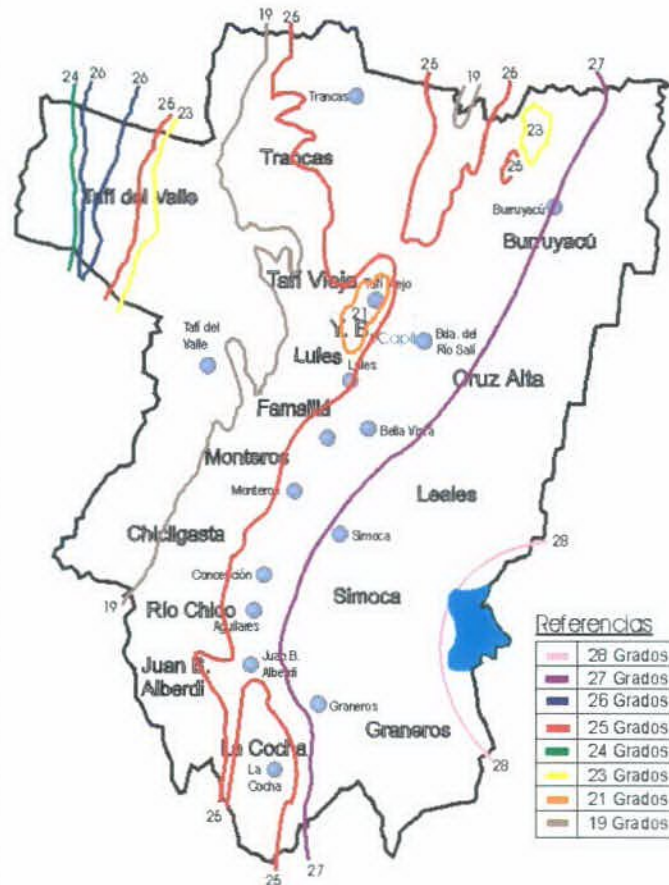 19
25
25
19
25
27
24
26
26
25
23
23
25
Trancas
Trancas
Tafí del Valle
Burruyacú
Burruyacú
Tafí Viejo
Tafí Viejo
21
Y. B.
Capital
Bda. del
Río Salí
Tafí del
Valle
Lules
Lules
Cruz Alta
Famaillá
Bella Vista
Monteros
Monteros
Leales
Chicligasta
Simoca
28
Concepción
Simoca
19
Río Chico
Aguilares
Juan B.
Alberdi
Juan B.
Alberdi
Graneros
Graneros
La Cocha
La
Cocha
28
25
25
27
Referencias
28 Grados
27 Grados
26 Grados
25 Grados
24 Grados
23 Grados
21 Grados
19 Grados